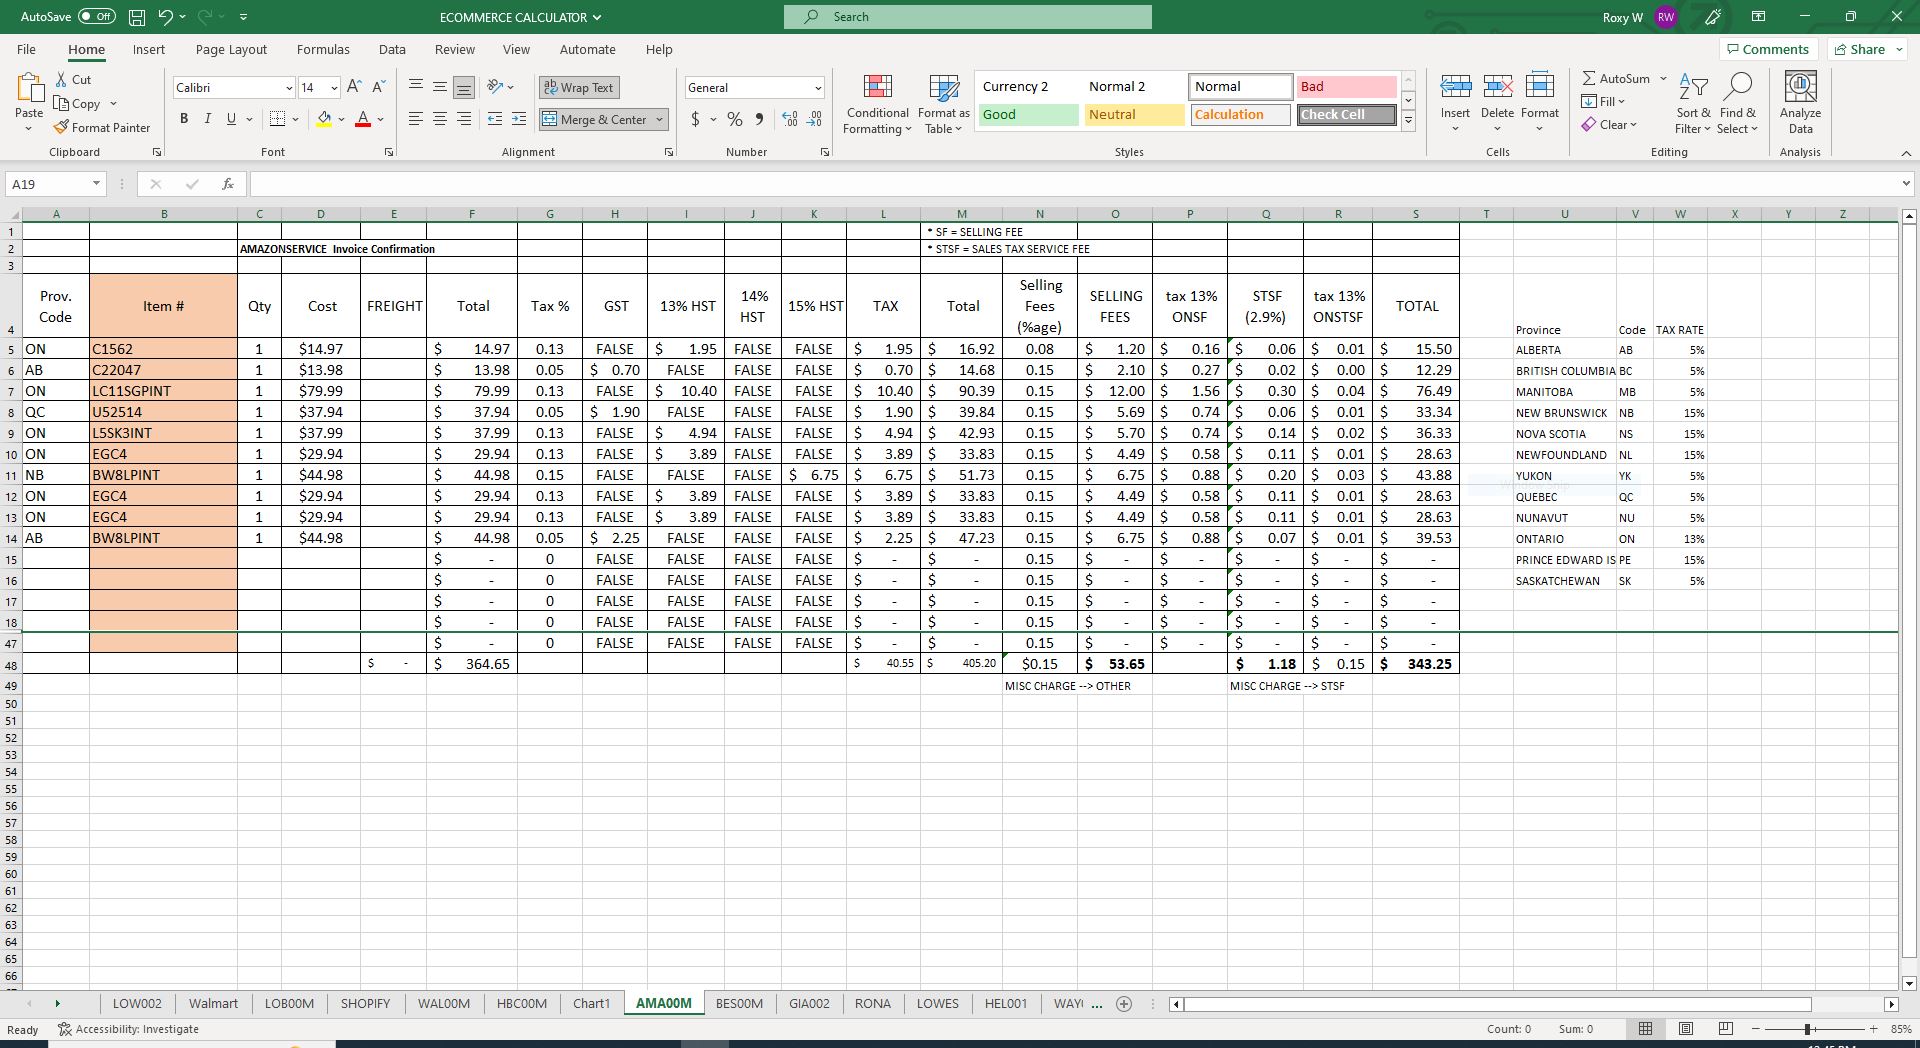 AutoSave Off ECOMMERCE CALCULATOR Search Roxy W RW
File Home Insert Page Layout Formulas Data Review View Automate Help Comments Share
Paste Cut Copy Format Painter Clipboard
Calibri 14 A A B I U A Font
ab Wrap Text Merge & Center Alignment
General $ % Number
Conditional Formatting Format as Table
Currency 2 Normal 2 Normal Bad
Good Neutral Calculation Check Cell
Styles
Insert Delete Format Cells
AutoSum Fill Clear Sort & Filter Find & Select Editing
Analyze Data Analysis
A19 fx
A B C D E F G H I J K L M N O P Q R S T U V W X Y Z
1 * SF = SELLING FEE
2 AMAZONSERVICE Invoice Confirmation * STSF = SALES TAX SERVICE FEE
3
4 Prov. Code Item # Qty Cost FREIGHT Total Tax % GST 13% HST 14% HST 15% HST TAX Total Selling Fees (%age) SELLING FEES tax 13% ONSF STSF (2.9%) tax 13% ONSTSF TOTAL Province Code TAX RATE
5 ON C1562 1 $14.97 $ 14.97 0.13 FALSE $ 1.95 FALSE FALSE $ 1.95 $ 16.92 0.08 $ 1.20 $ 0.16 $ 0.06 $ 0.01 $ 15.50 ALBERTA AB 5%
6 AB C22047 1 $13.98 $ 13.98 0.05 $ 0.70 FALSE FALSE FALSE $ 0.70 $ 14.68 0.15 $ 2.10 $ 0.27 $ 0.02 $ 0.00 $ 12.29 BRITISH COLUMBIA BC 5%
7 ON LC11SGPINT 1 $79.99 $ 79.99 0.13 FALSE $ 10.40 FALSE FALSE $ 10.40 $ 90.39 0.15 $ 12.00 $ 1.56 $ 0.30 $ 0.04 $ 76.49 MANITOBA MB 5%
8 QC U52514 1 $37.94 $ 37.94 0.05 $ 1.90 FALSE FALSE FALSE $ 1.90 $ 39.84 0.15 $ 5.69 $ 0.74 $ 0.06 $ 0.01 $ 33.34 NEW BRUNSWICK NB 15%
9 ON L5SK3INT 1 $37.99 $ 37.99 0.13 FALSE $ 4.94 FALSE FALSE $ 4.94 $ 42.93 0.15 $ 5.70 $ 0.74 $ 0.14 $ 0.02 $ 36.33 NOVA SCOTIA NS 15%
10 ON EGC4 1 $29.94 $ 29.94 0.13 FALSE $ 3.89 FALSE FALSE $ 3.89 $ 33.83 0.15 $ 4.49 $ 0.58 $ 0.11 $ 0.01 $ 28.63 NEWFOUNDLAND NL 15%
11 NB BW8LPINT 1 $44.98 $ 44.98 0.15 FALSE FALSE FALSE $ 6.75 $ 6.75 $ 51.73 0.15 $ 6.75 $ 0.88 $ 0.20 $ 0.03 $ 43.88 YUKON YK 5%
12 ON EGC4 1 $29.94 $ 29.94 0.13 FALSE $ 3.89 FALSE FALSE $ 3.89 $ 33.83 0.15 $ 4.49 $ 0.58 $ 0.11 $ 0.01 $ 28.63 QUEBEC QC 5%
13 ON EGC4 1 $29.94 $ 29.94 0.13 FALSE $ 3.89 FALSE FALSE $ 3.89 $ 33.83 0.15 $ 4.49 $ 0.58 $ 0.11 $ 0.01 $ 28.63 NUNAVUT NU 5%
14 AB BW8LPINT 1 $44.98 $ 44.98 0.05 $ 2.25 FALSE FALSE FALSE $ 2.25 $ 47.23 0.15 $ 6.75 $ 0.88 $ 0.07 $ 0.01 $ 39.53 ONTARIO ON 13%
15 $ - 0 FALSE FALSE FALSE FALSE $ - $ - 0.15 $ - $ - $ - $ - $ - PRINCE EDWARD IS PE 15%
16 $ - 0 FALSE FALSE FALSE FALSE $ - $ - 0.15 $ - $ - $ - $ - $ - SASKATCHEWAN SK 5%
17 $ - 0 FALSE FALSE FALSE FALSE $ - $ - 0.15 $ - $ - $ - $ - $ -
18 $ - 0 FALSE FALSE FALSE FALSE $ - $ - 0.15 $ - $ - $ - $ - $ -
47 $ - 0 FALSE FALSE FALSE FALSE $ - $ - 0.15 $ - $ - $ - $ - $ -
48 $ - $ 364.65 $ 40.55 $ 405.20 $0.15 $ 53.65 $ 1.18 $ 0.15 $ 343.25
49 MISC CHARGE --> OTHER MISC CHARGE --> STSF
50
51
52
53
54
55
56
57
58
59
60
61
62
63
64
65
66
LOW002 Walmart LOB00M SHOPIFY WAL00M HBC00M Chart1 AMA00M BES00M GIA002 RONA LOWES HEL001 WAY ...
Ready Accessibility: Investigate Count: 0 Sum: 0 85%